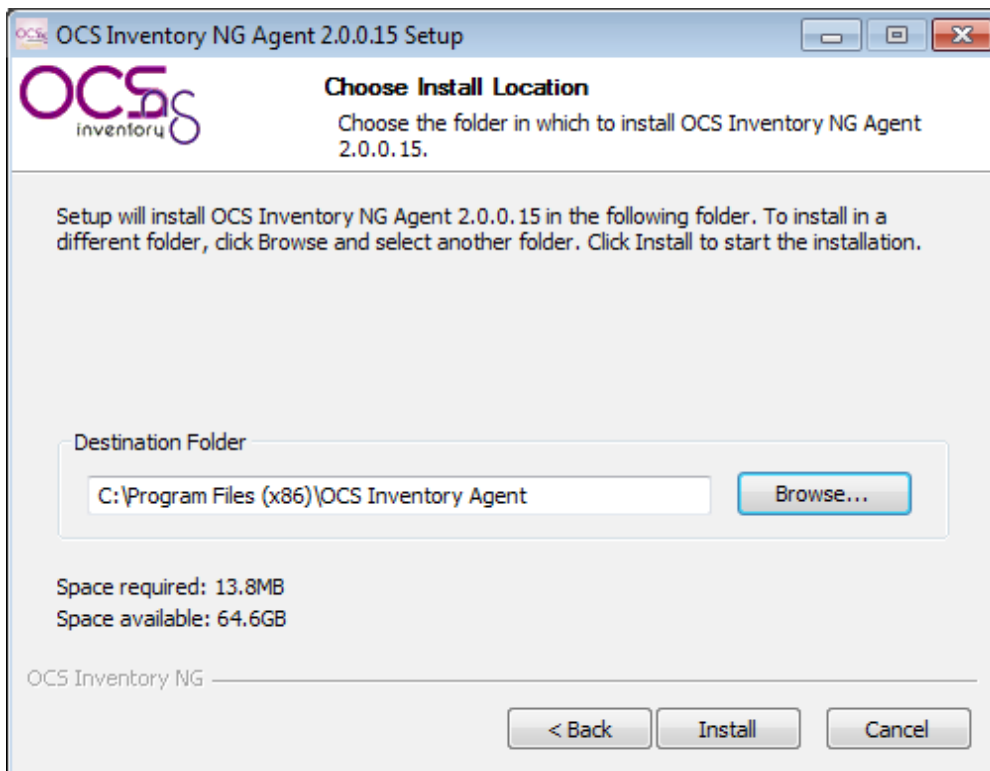 OCS Inventory NG Agent 2.0.0.15 Setup
OCSng
inventory
Choose Install Location
Choose the folder in which to install OCS Inventory NG Agent
2.0.0.15.
Setup will install OCS Inventory NG Agent 2.0.0.15 in the following folder. To install in a
different folder, click Browse and select another folder. Click Install to start the installation.
Destination Folder
C:\Program Files (x86)\OCS Inventory Agent
Browse...
Space required: 13.8MB
Space available: 64.6GB
OCS Inventory NG
< Back
Install
Cancel